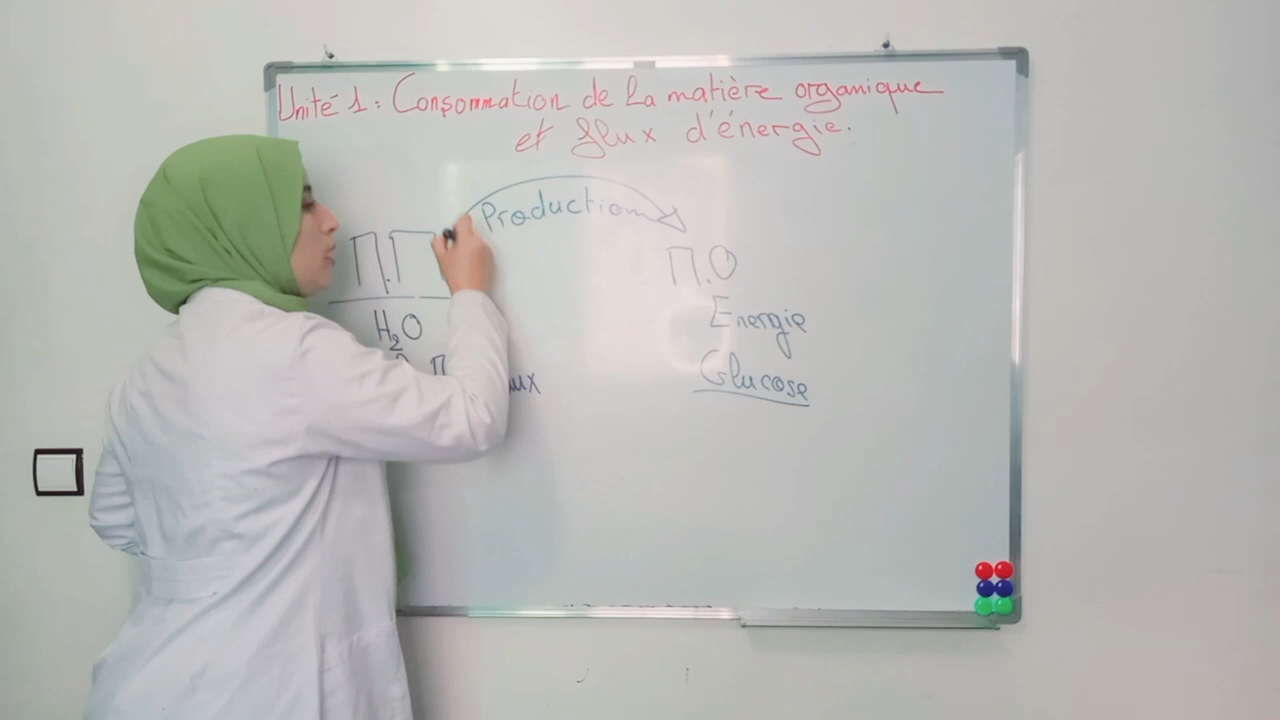 Unité 1: Consommation de la matière organique
et flux d'énergie.
Production
M.O
H₂O
Energie
Glucose